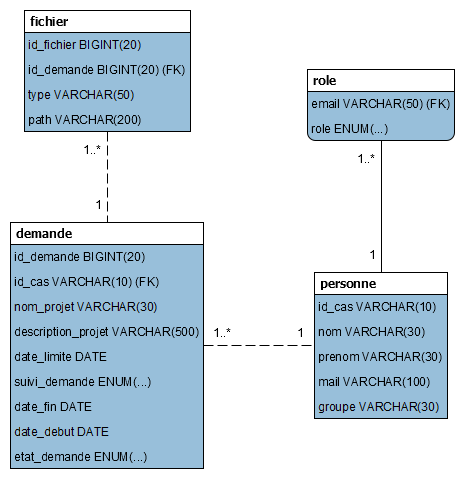 fichier
id_fichier BIGINT(20)
id_demande BIGINT(20) (FK)
type VARCHAR(50)
path VARCHAR(200)
role
email VARCHAR(50) (FK)
role ENUM(...)
1..*
1..*
1
demande
id_demande BIGINT(20)
id_cas VARCHAR(10) (FK)
nom_projet VARCHAR(30)
description_projet VARCHAR(500)
date_limite DATE
suivi_demande ENUM(...)
date_fin DATE
date_debut DATE
etat_demande ENUM(...)
1..*
1
1
personne
id_cas VARCHAR(10)
nom VARCHAR(30)
prenom VARCHAR(30)
mail VARCHAR(100)
groupe VARCHAR(30)